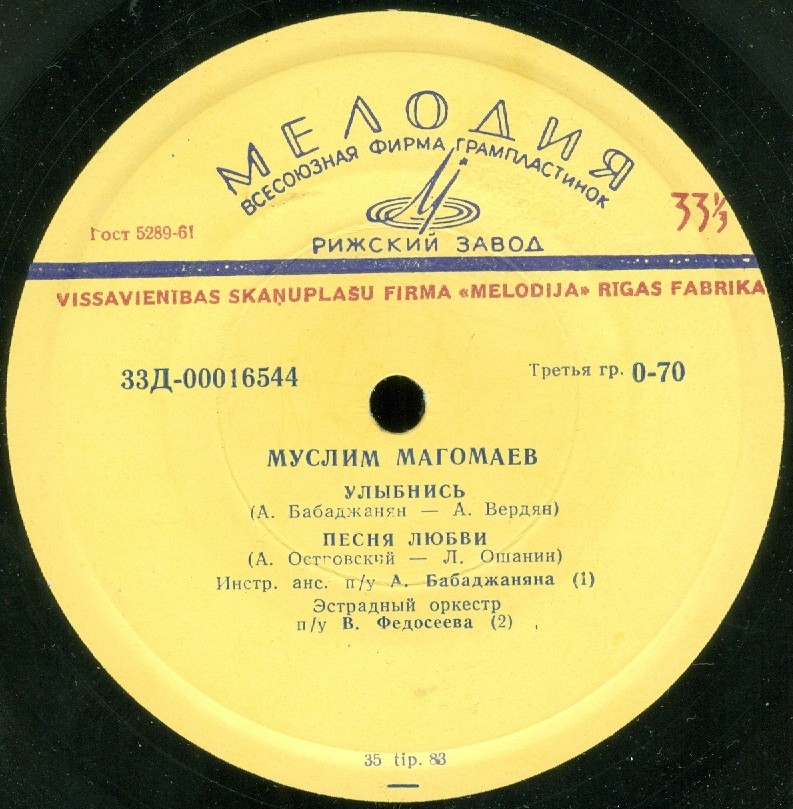 МЕЛОДИЯ
ВСЕСОЮЗНАЯ ФИРМА ГРАМПЛАСТИНОК
РИЖСКИЙ ЗАВОД
Гост 5289-61
33⅓
VISSAVIENĪBAS SKAŅUPLAŠU FIRMA «MELODIJA» RĪGAS FABRIKA
33Д-00016544
Третья гр. 0-70
МУСЛИМ МАГОМАЕВ
УЛЫБНИСЬ
(А. Бабаджанян — А. Вердян)
ПЕСНЯ ЛЮБВИ
(А. Островский — Л. Ошанин)
Инстр. анс. п/у А. Бабаджаняна (1)
Эстрадный оркестр
п/у В. Федосеева (2)
35 tip. 83